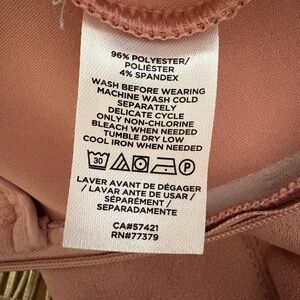 96% POLYESTER/
POLIÉSTER
4% SPANDEX
WASH BEFORE WEARING
MACHINE WASH COLD
SEPARATELY
DELICATE CYCLE
ONLY NON-CHLORINE
BLEACH WHEN NEEDED
TUMBLE DRY LOW
COOL IRON WHEN NEEDED
30 P
LAVER AVANT DE DÉGAGER
/ LAVAR ANTE DE USAR /
SÉPARÉMENT /
SEPARADAMENTE
CA#57421
RN#77379